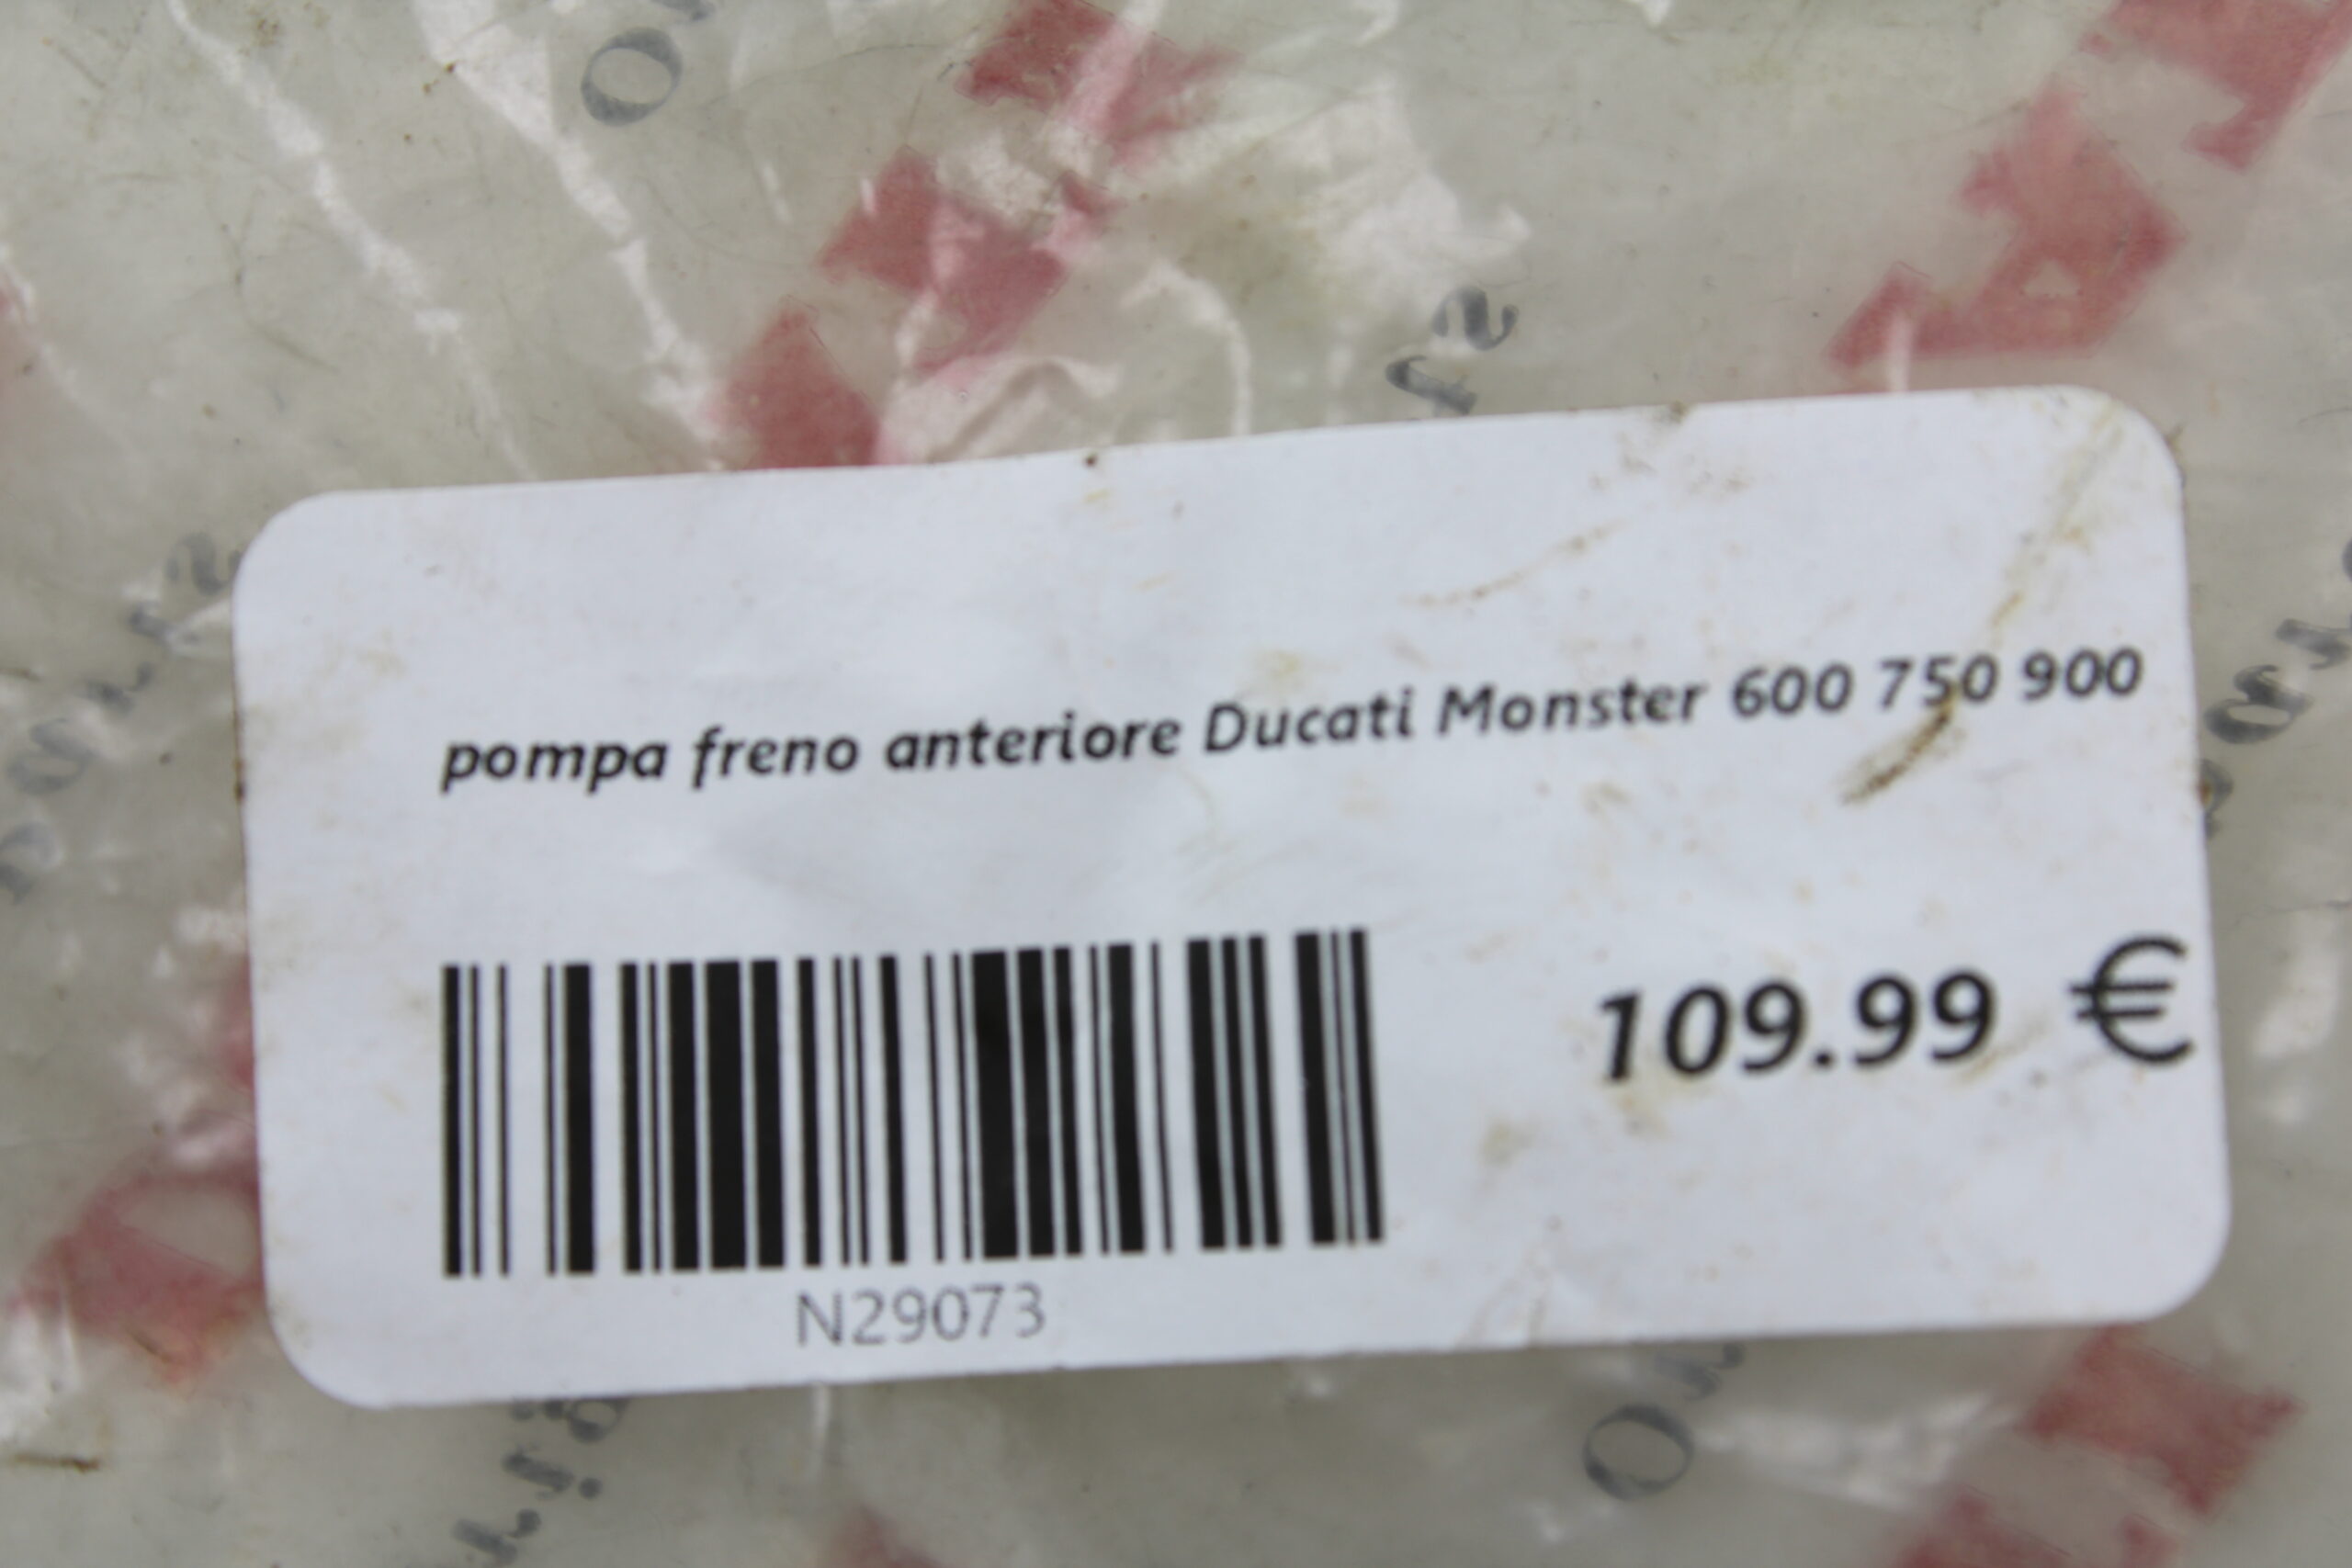 pompa freno anteriore Ducati Monster 600 750 900
109.99 €
N29073